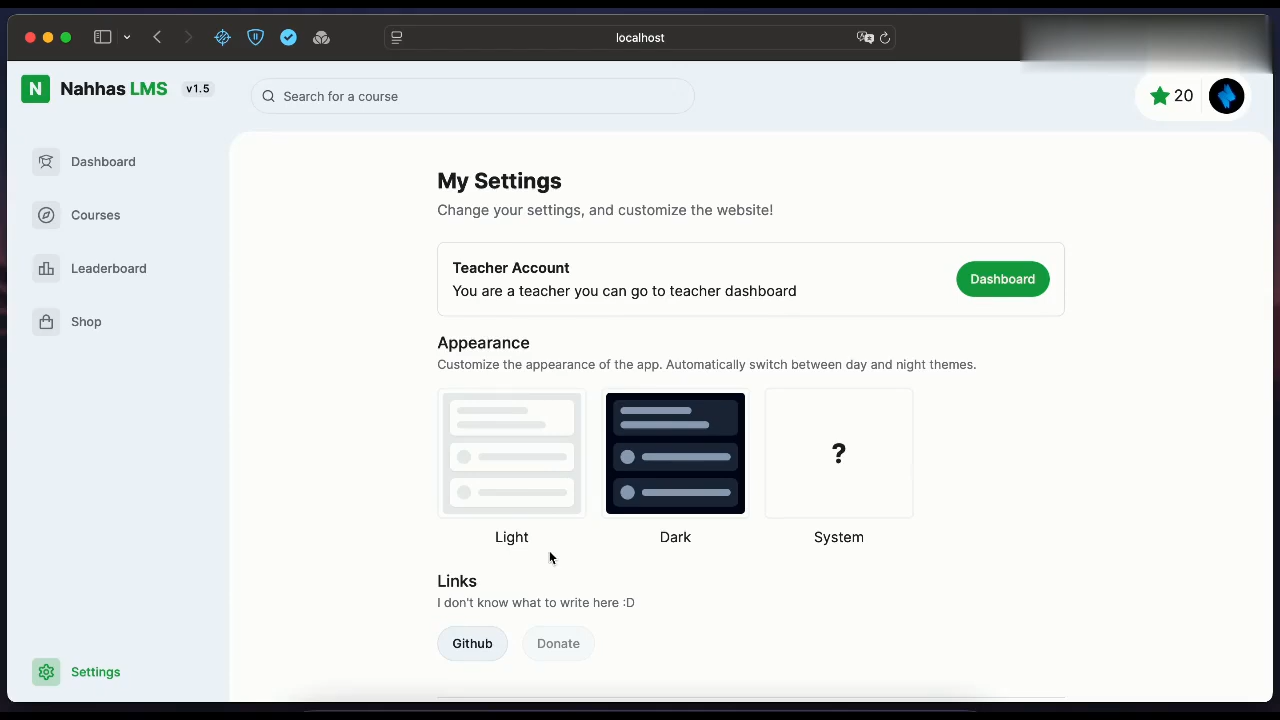 localhost
N Nahhas LMS v1.5
Search for a course
20
Dashboard
Courses
Leaderboard
Shop
Settings
My Settings
Change your settings, and customize the website!
Teacher Account
You are a teacher you can go to teacher dashboard
Dashboard
Appearance
Customize the appearance of the app. Automatically switch between day and night themes.
?
Light Dark System
Links
I don't know what to write here :D
Github Donate